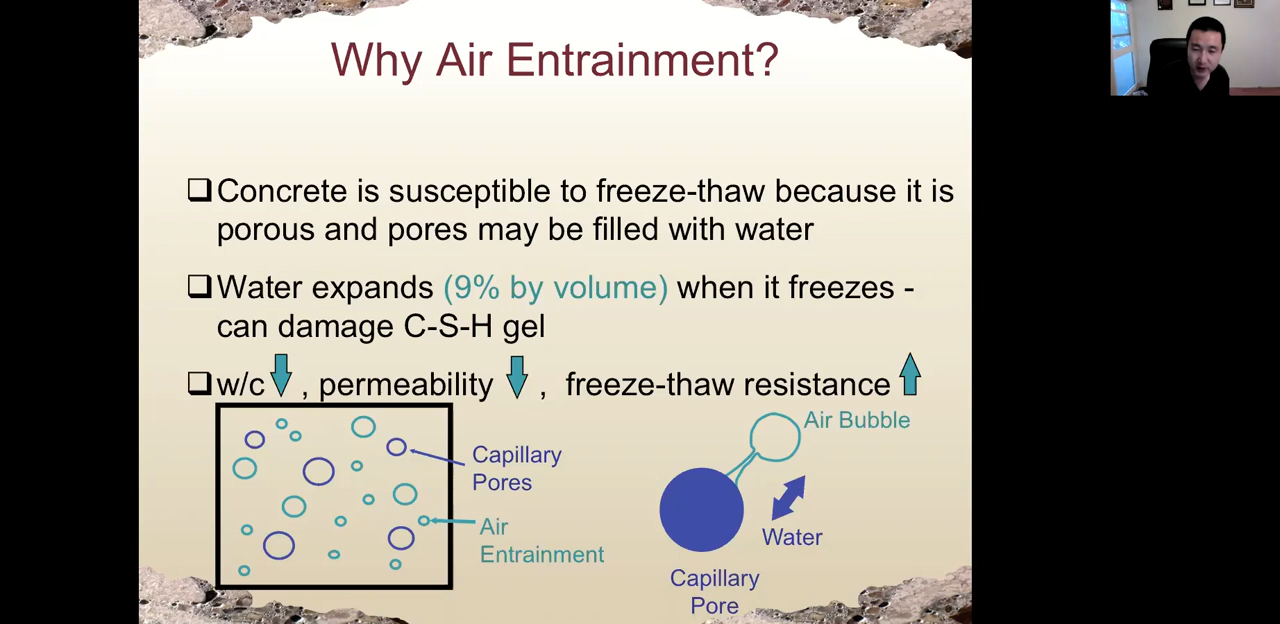 Why Air Entrainment?
Concrete is susceptible to freeze-thaw because it is
porous and pores may be filled with water
Water expands (9% by volume) when it freezes -
can damage C-S-H gel
w/c , permeability , freeze-thaw resistance
Capillary
Pores
Air
Entrainment
Air Bubble
Water
Capillary
Pore